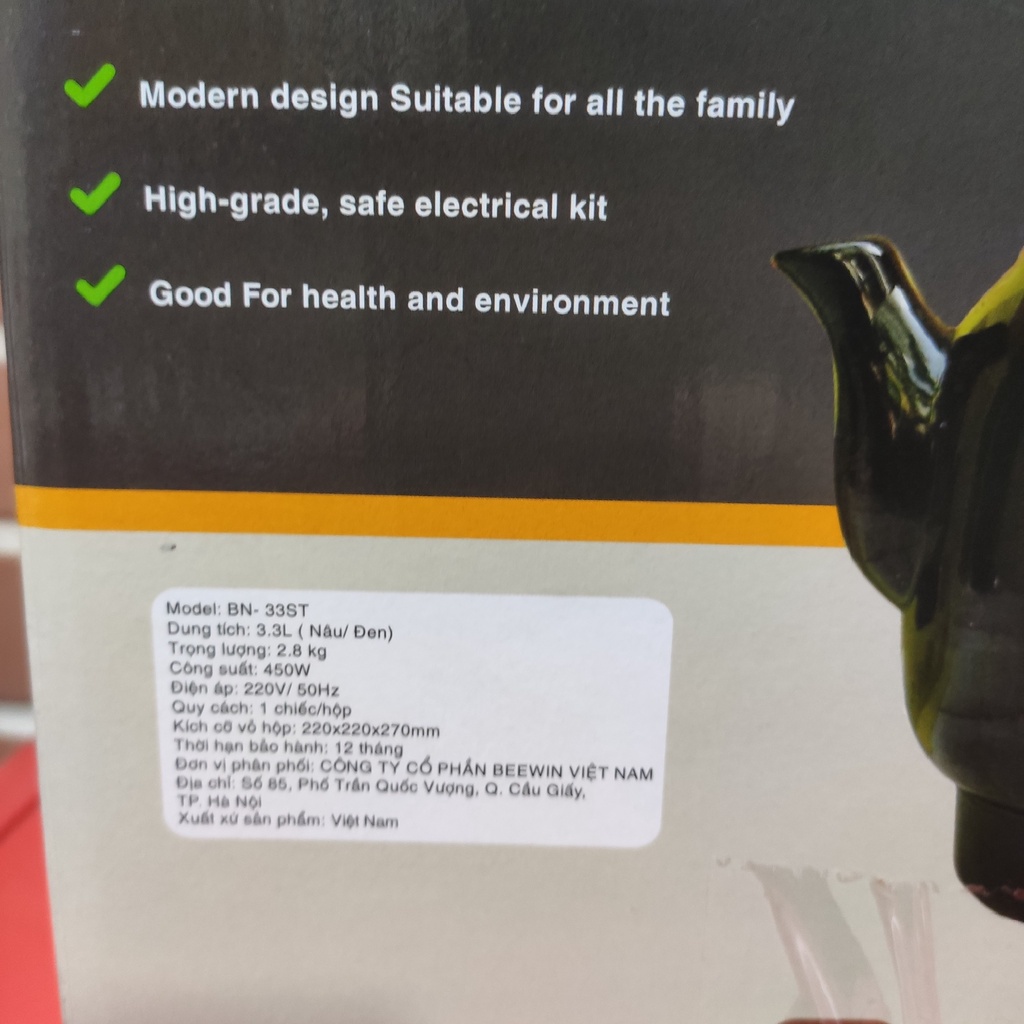 Modern design Suitable for all the family
High-grade, safe electrical kit
Good For health and environment
Model: BN- 33ST
Dung tích: 3.3L ( Nâu/ Đen)
Trọng lượng: 2.8 kg
Công suất: 450W
Điện áp: 220V/ 50Hz
Quy cách: 1 chiếc/hộp
Kích cỡ vỏ hộp: 220x220x270mm
Thời hạn bảo hành: 12 tháng
Đơn vị phân phối: CÔNG TY CỔ PHẦN BEEWIN VIỆT NAM
Địa chỉ: Số 85, Phố Trần Quốc Vượng, Q. Cầu Giấy,
TP. Hà Nội
Xuất xứ sản phẩm: Việt Nam